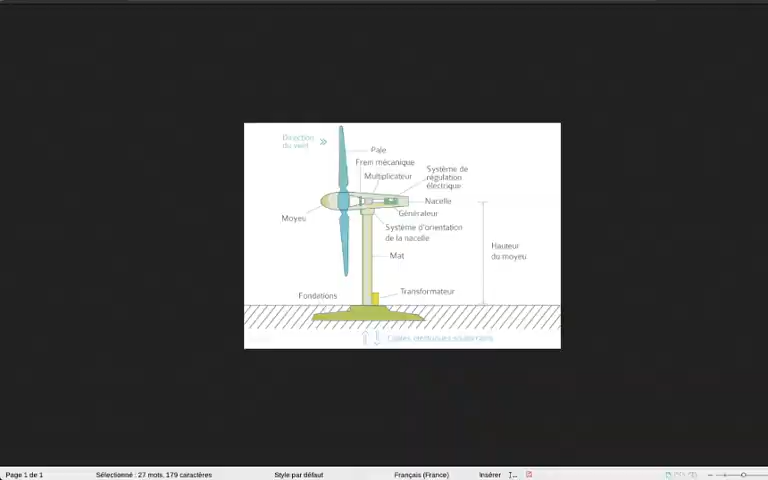 Direction
du vent
Pale
Frein mécanique
Multiplicateur
Système de
régulation
électrique
Nacelle
Générateur
Moyeu
Système d'orientation
de la nacelle
Mat
Hauteur
du moyeu
Transformateur
Fondations
Câbles électriques souterrains
Page 1 de 1
Sélectionné : 27 mots, 179 caractères
Style par défaut
Français (France)
Insérer